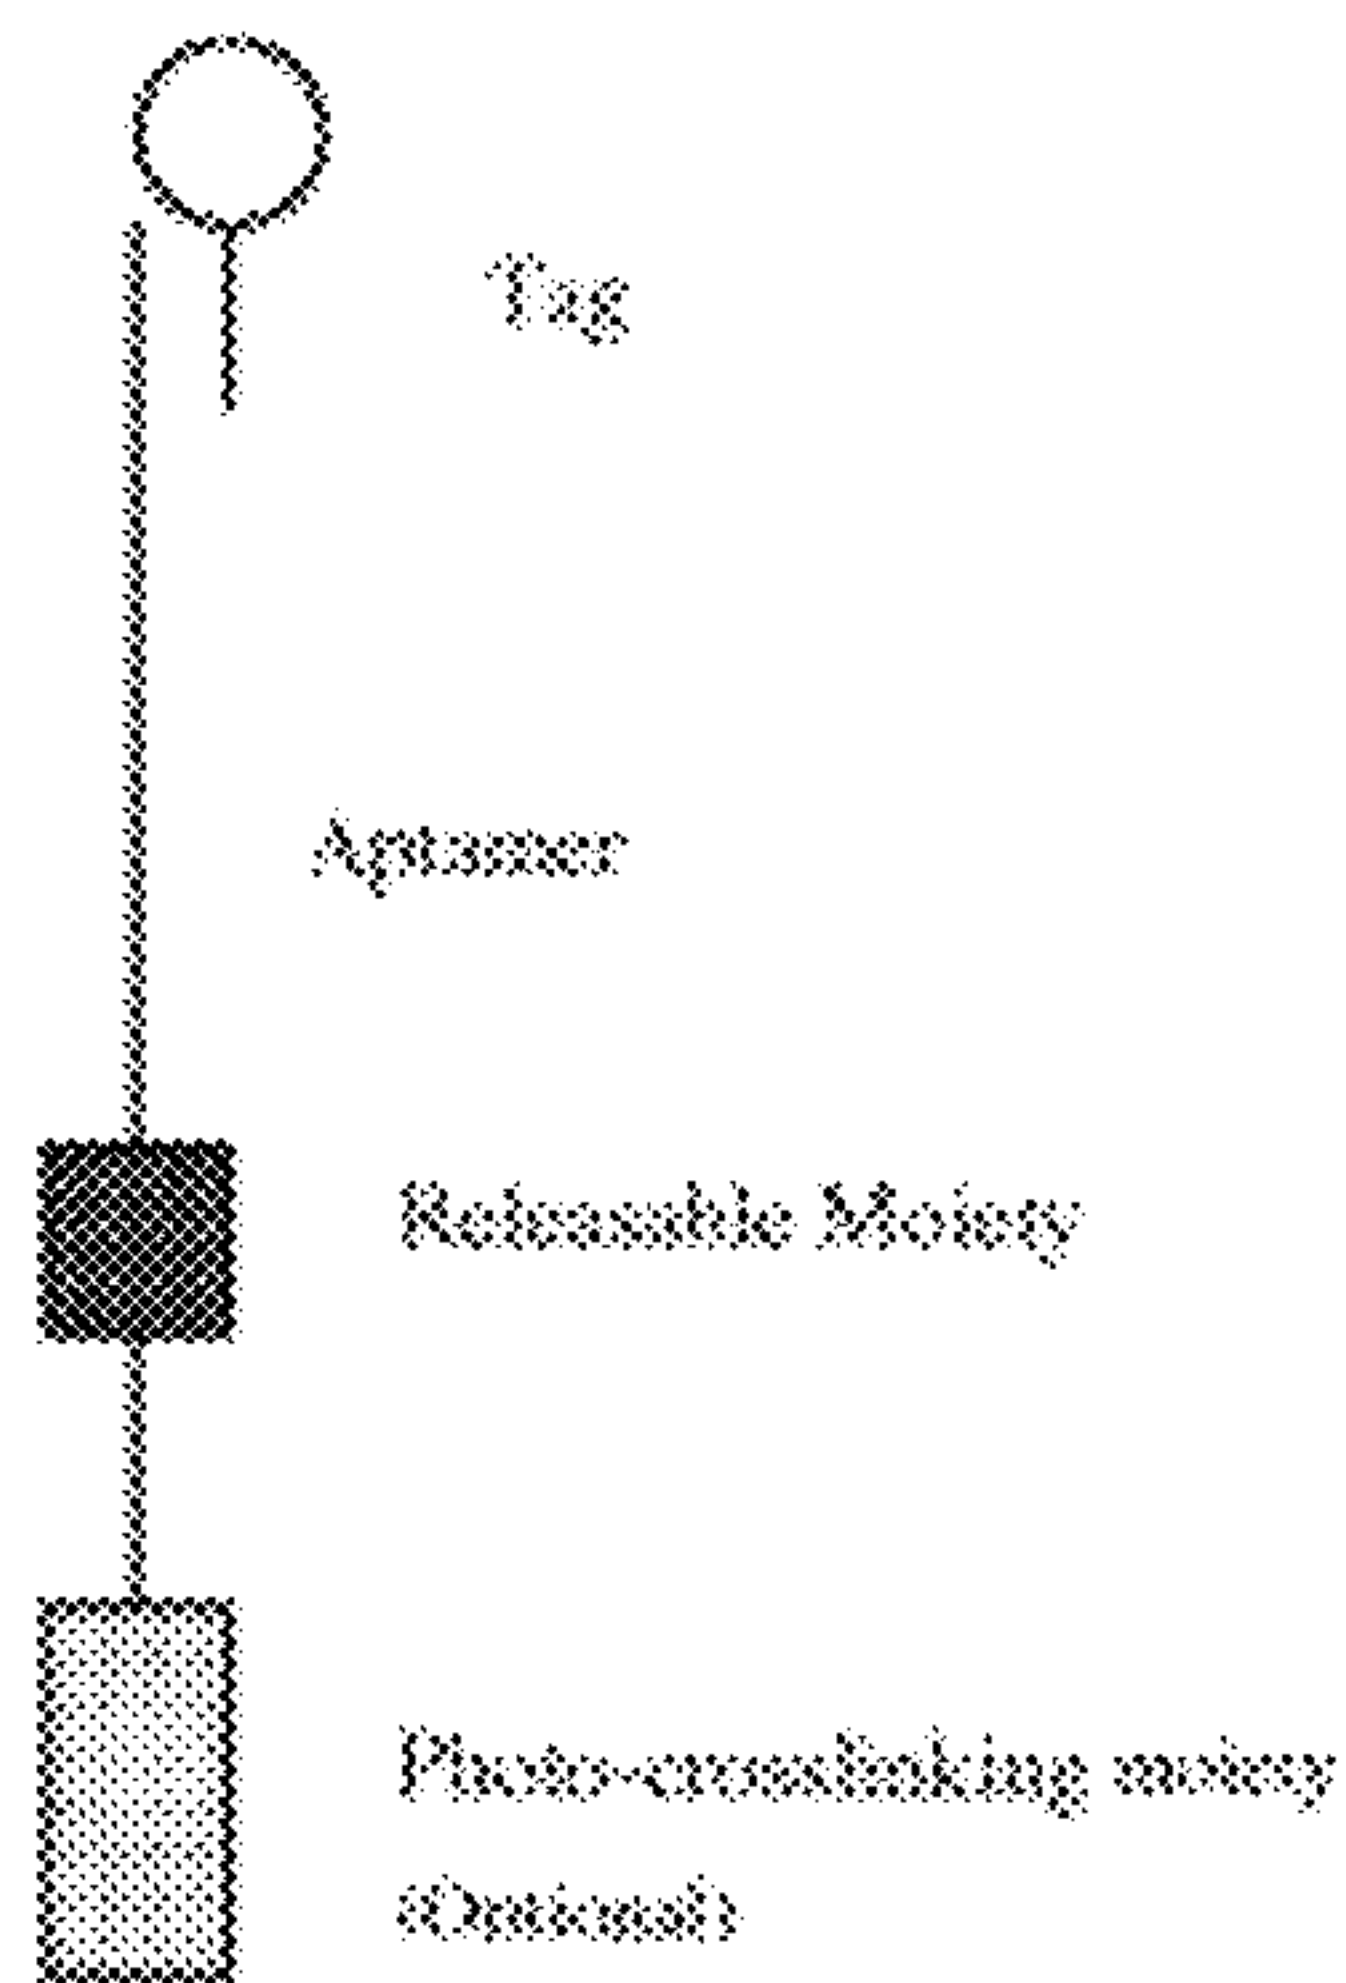 Tag
Aptamer
Releasable Moiety
Photo-crosslinking moiety
(Optional)